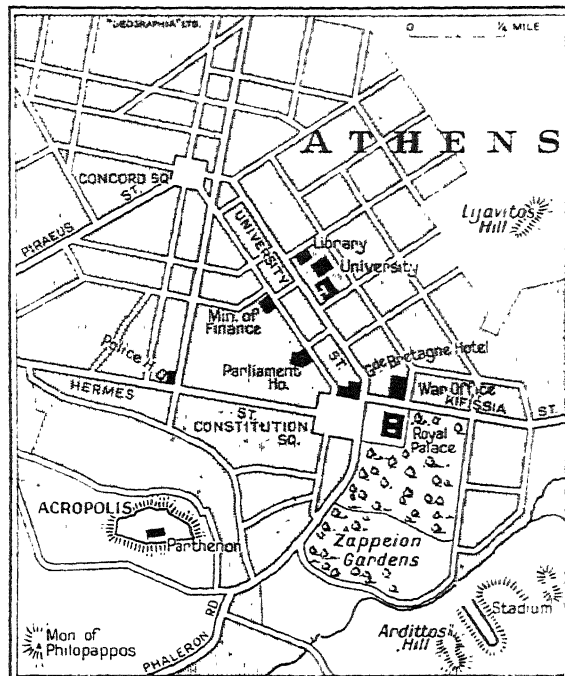 "GEOGRAPHIA" LTD.
0 ¼ MILE
ATHENS
CONCORD SQ.
PIRAEUS ST.
UNIVERSITY ST.
Library
University
Lyavitos
Hill
Min. of
Finance
Police H.Q.
Parliament
Ho.
Gde Bretagne Hotel
War Office
HERMES ST.
KIFISSIA ST.
CONSTITUTION
SQ.
Royal
Palace
ACROPOLIS
Parthenon
Zappeion
Gardens
Stadium
Ardittos
Hill
Mon of
Philopappos
PHALERON RD